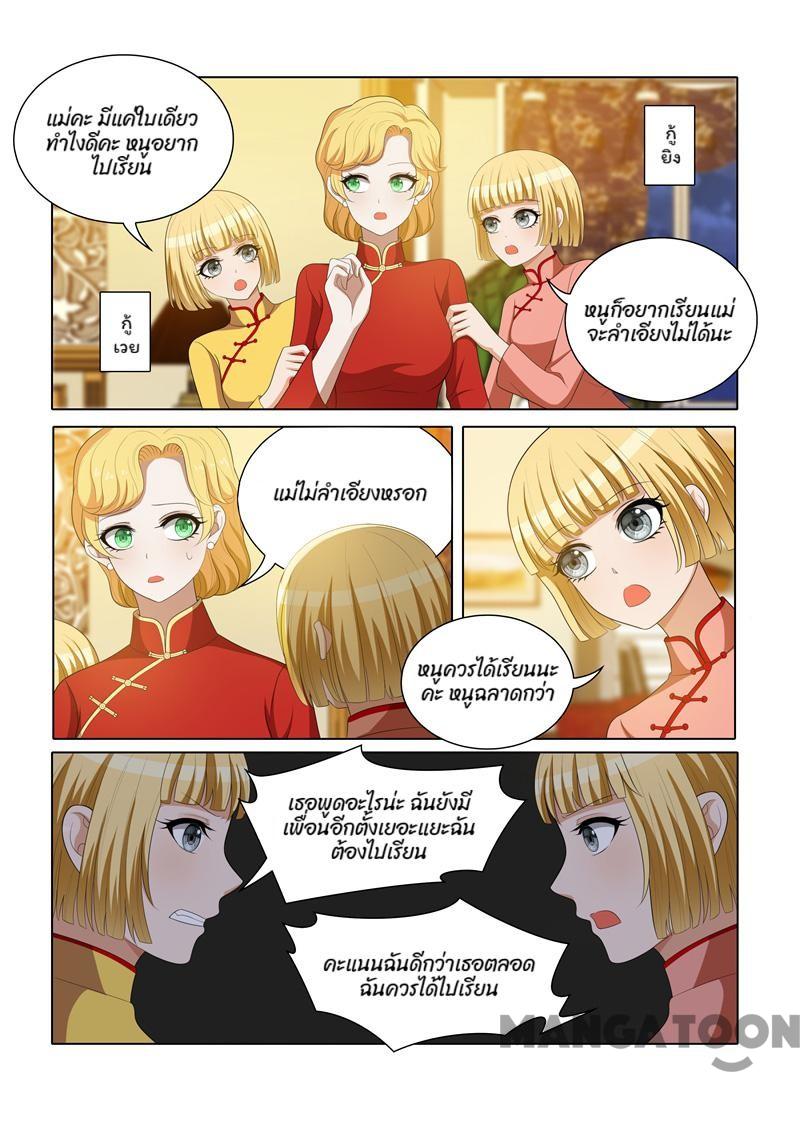 แม่คะ มีแค่ใบเดียว
ทำไงดีคะ หนูอยาก
ไปเรียน
กู้
ยิง
กู้
เวย
หนูก็อยากเรียนแม่
จะลำเอียงไม่ได้นะ
แม่ไม่ลำเอียงหรอก
หนูควรได้เรียนนะ
คะ หนูฉลาดกว่า
เธอพูดอะไรน่ะ ฉันยังมี
เพื่อนอีกตั้งเยอะแยะฉัน
ต้องไปเรียน
คะแนนฉันดีกว่าเธอตลอด
ฉันควรได้ไปเรียน
MANGATOON